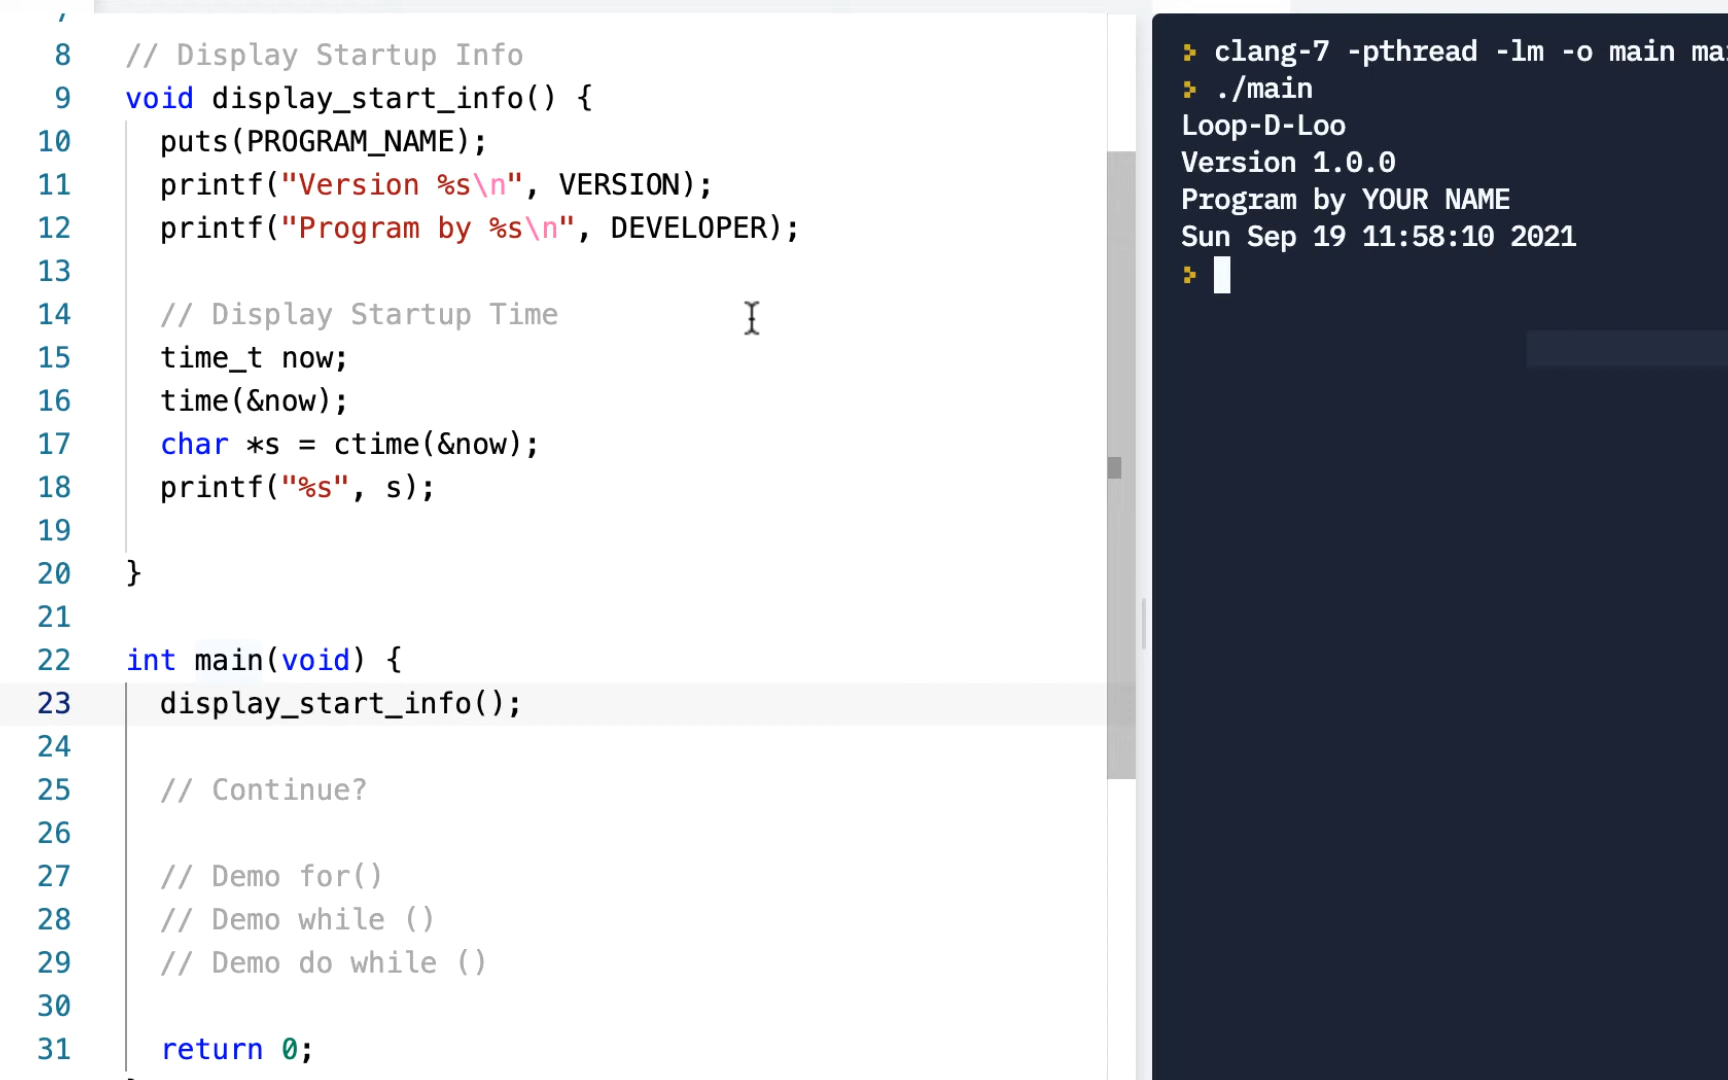 8 // Display Startup Info
9 void display_start_info() {
10 puts(PROGRAM_NAME);
11 printf("Version %s\n", VERSION);
12 printf("Program by %s\n", DEVELOPER);
13
14 // Display Startup Time
15 time_t now;
16 time(&now);
17 char *s = ctime(&now);
18 printf("%s", s);
19
20 }
21
22 int main(void) {
23 display_start_info();
24
25 // Continue?
26
27 // Demo for()
28 // Demo while ()
29 // Demo do while ()
30
31 return 0;
clang-7 -pthread -lm -o main mai
./main
Loop-D-Loo
Version 1.0.0
Program by YOUR NAME
Sun Sep 19 11:58:10 2021